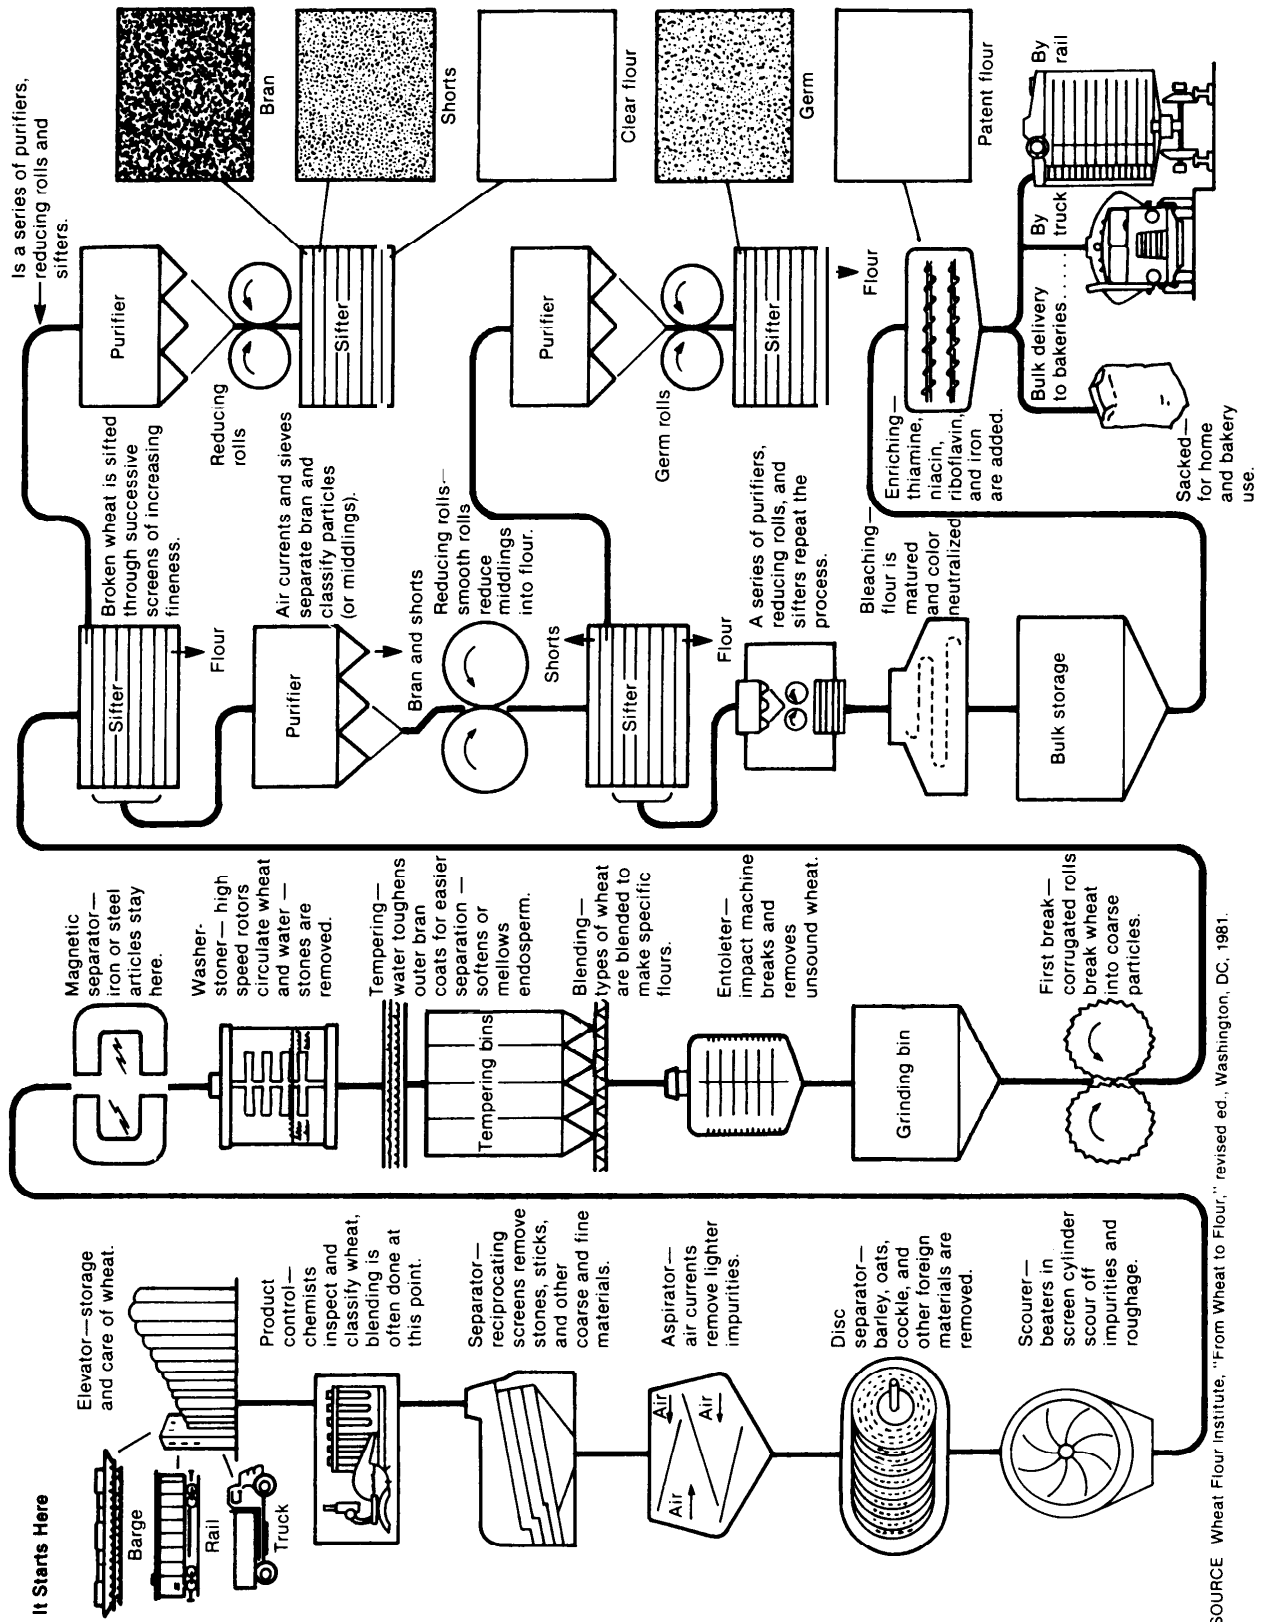 It Starts Here
Barge
Rail
Truck
Elevator—storage
and care of wheat.
Product
control—
chemists
inspect and
classify wheat,
blending is
often done at
this point.
Separator—
reciprocating
screens remove
stones, sticks,
and other
coarse and fine
materials.
Aspirator—
air currents
remove lighter
impurities.
Air
Air
Air
Disc
separator—
barley, oats,
cockle, and
other foreign
materials are
removed.
Scourer—
beaters in
screen cylinder
scour off
impurities and
roughage.
Magnetic
separator—
iron or steel
articles stay
here.
Washer-
stoner—high
speed rotors
circulate wheat
and water—
stones are
removed.
Tempering—
water toughens
outer bran
coats for easier
separation—
softens or
mellows
endosperm.
Tempering bins
Blending—
types of wheat
are blended to
make specific
flours.
Entoleter—
impact machine
breaks and
removes
unsound wheat.
Grinding bin
First break—
corrugated rolls
break wheat
into coarse
particles.
Sifter
Flour
Broken wheat is sifted
through successive
screens of increasing
fineness.
Purifier
Air currents and sieves
separate bran and
classify particles
(or middlings).
Bran and shorts
Reducing rolls—
smooth rolls
reduce
middlings
into flour.
Shorts
Sifter
Flour
A series of purifiers,
reducing rolls, and
sifters repeat the
process.
Bleaching—
flour is
matured
and color
neutralized
Bulk storage
Is a series of purifiers,
reducing rolls and
sifters.
Purifier
Reducing
rolls
Sifter
Bran
Shorts
Clear flour
Purifier
Germ rolls
Sifter
Flour
Germ
Enriching—
thiamine,
niacin,
riboflavin,
and iron
are added.
Patent flour
Bulk delivery
to bakeries.....
By
truck
By
rail
Sacked—
for home
and bakery
use.
SOURCE Wheat Flour Institute, "From Wheat to Flour," revised ed., Washington, DC, 1981.